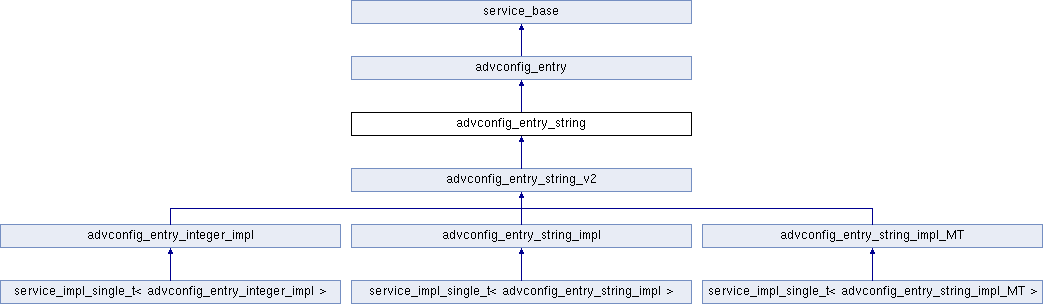 service_base
advconfig_entry
advconfig_entry_string
advconfig_entry_string_v2
advconfig_entry_integer_impl
advconfig_entry_string_impl
advconfig_entry_string_impl_MT
service_impl_single_t< advconfig_entry_integer_impl >
service_impl_single_t< advconfig_entry_string_impl >
service_impl_single_t< advconfig_entry_string_impl_MT >